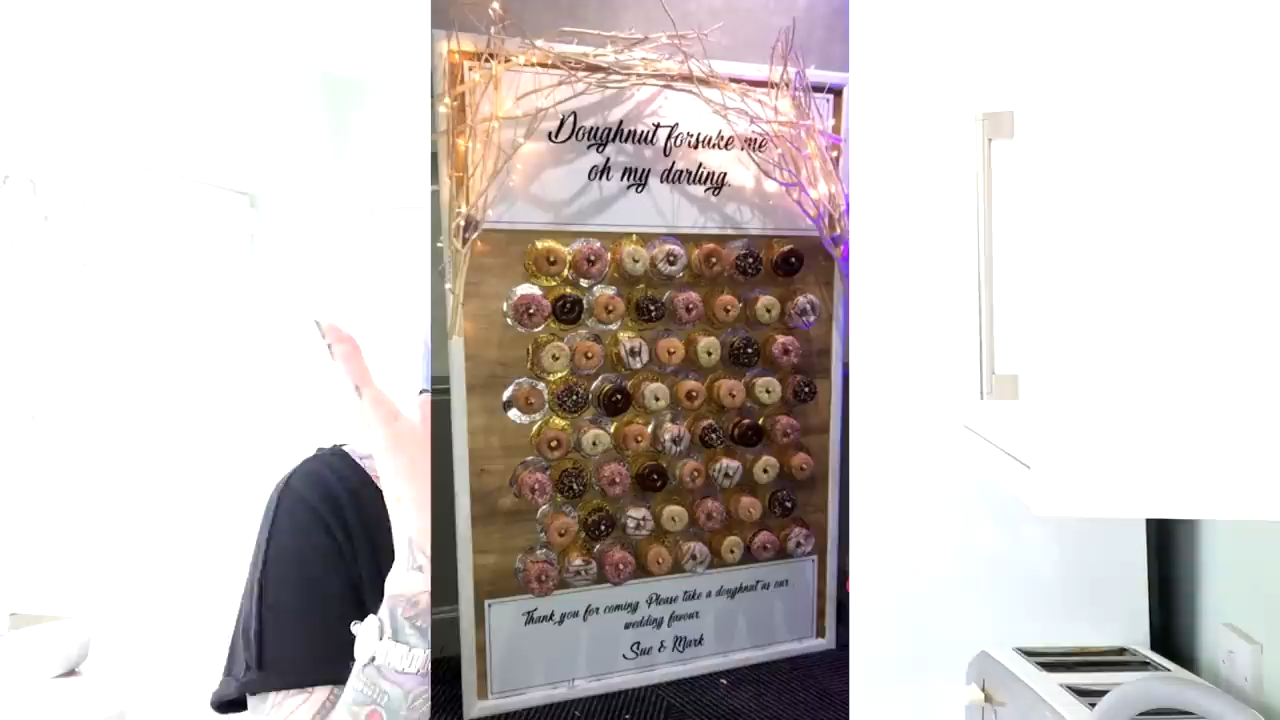 Doughnut forsake me
oh my darling.
Thank you for coming. Please take a doughnut as our
wedding favour.
Sue & Mark